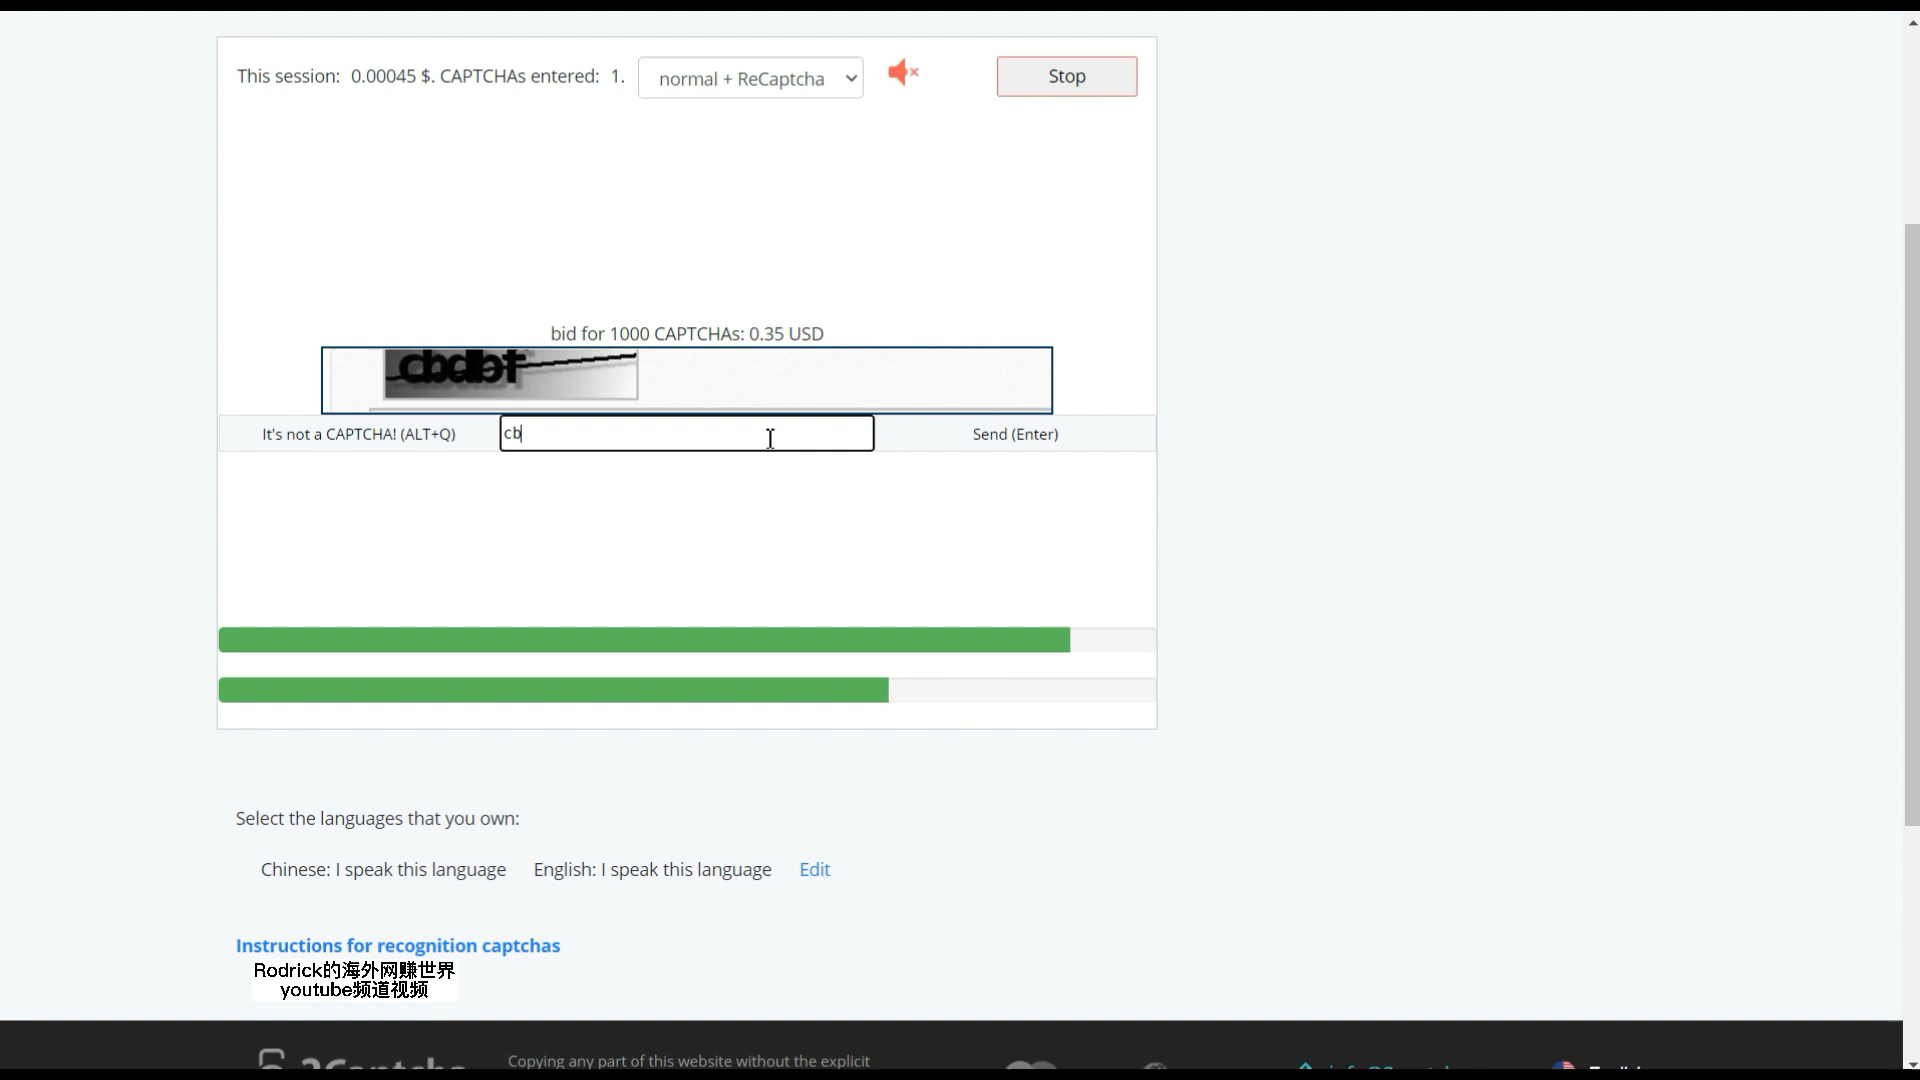 This session: 0.00045 $. CAPTCHAs entered: 1.
normal + ReCaptcha
Stop
bid for 1000 CAPTCHAs: 0.35 USD
It's not a CAPTCHA! (ALT+Q)
cb
Send (Enter)
Select the languages that you own:
Chinese: I speak this language English: I speak this language Edit
Instructions for recognition captchas
Rodrick的海外网赚世界
youtube频道视频
2Captcha
Copying any part of this website without the explicit